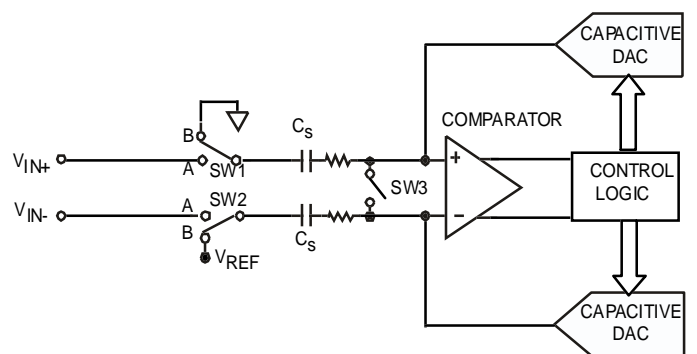 CAPACITIVE
DAC
COMPARATOR
B
Cs
VIN+
A
SW1
+
SW3
CONTROL
LOGIC
VIN-
A
SW2
B
Cs
–
VREF
CAPACITIVE
DAC